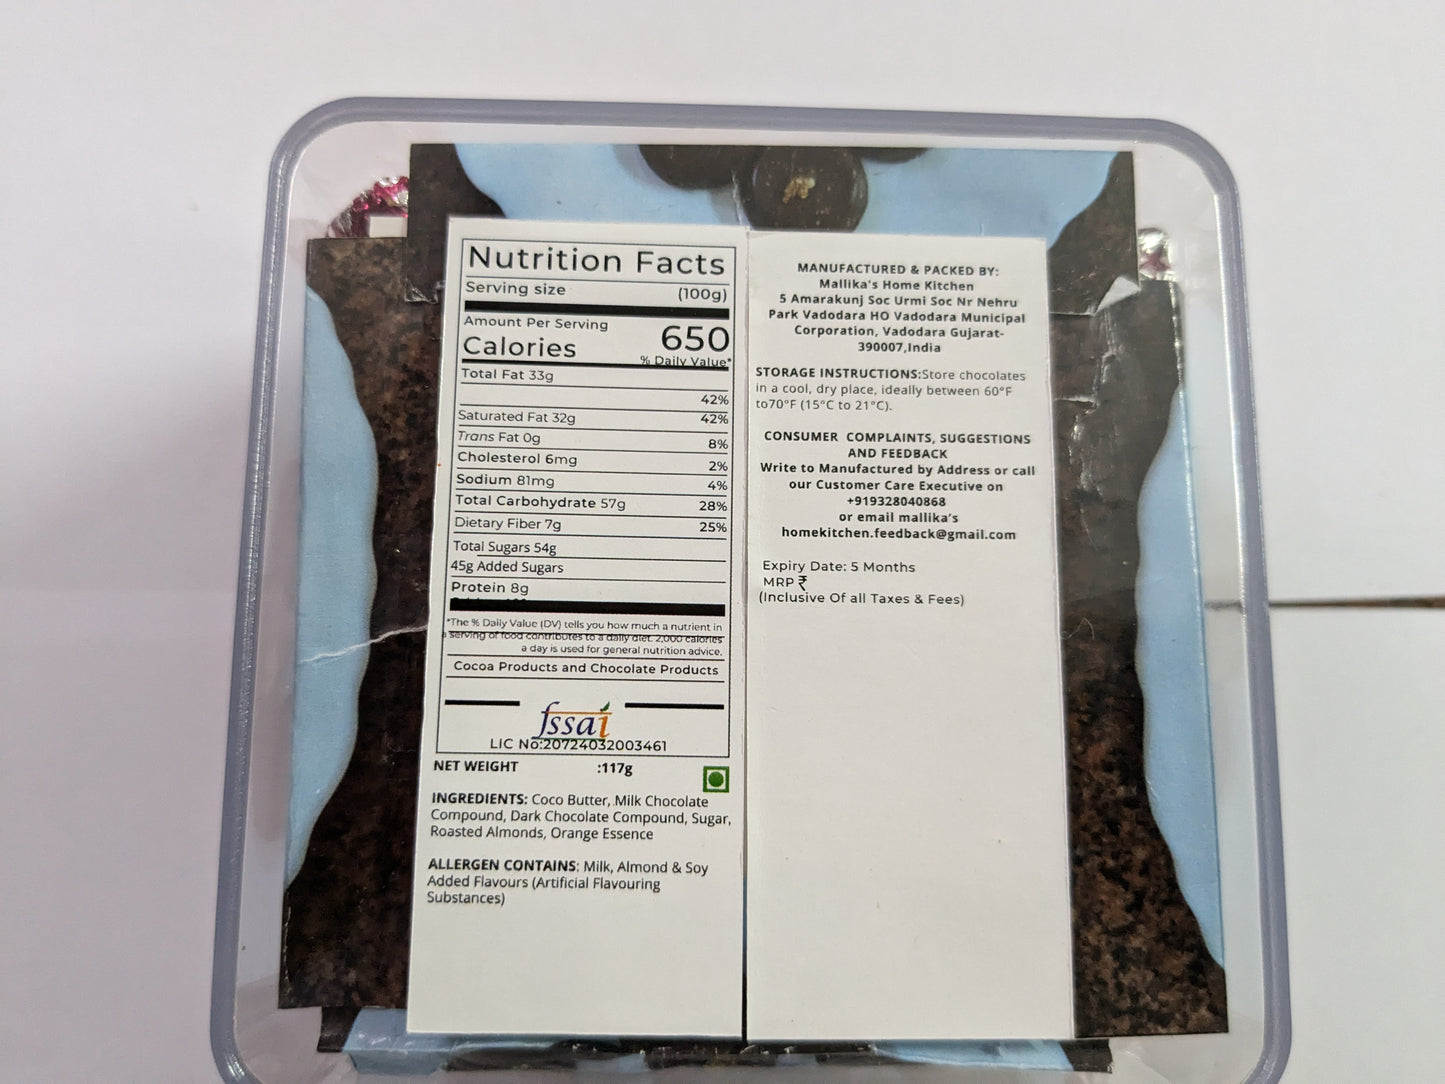 Nutrition Facts
Serving size (100g)
Amount Per Serving
Calories 650
% Daily Value*
Total Fat 33g
42%
Saturated Fat 32g 42%
Trans Fat 0g 8%
Cholesterol 6mg 2%
Sodium 81mg 4%
Total Carbohydrate 57g 28%
Dietary Fiber 7g 25%
Total Sugars 54g
45g Added Sugars
Protein 8g
*The % Daily Value (DV) tells you how much a nutrient in
a serving of food contributes to a daily diet. 2,000 calories
a day is used for general nutrition advice.
Cocoa Products and Chocolate Products
fssai
LIC No:20724032003461
NET WEIGHT :117g
INGREDIENTS: Coco Butter, Milk Chocolate
Compound, Dark Chocolate Compound, Sugar,
Roasted Almonds, Orange Essence
ALLERGEN CONTAINS: Milk, Almond & Soy
Added Flavours (Artificial Flavouring
Substances)
MANUFACTURED & PACKED BY:
Mallika's Home Kitchen
5 Amarakunj Soc Urmi Soc Nr Nehru
Park Vadodara HO Vadodara Municipal
Corporation, Vadodara Gujarat-
390007,India
STORAGE INSTRUCTIONS:Store chocolates
in a cool, dry place, ideally between 60°F
to70°F (15°C to 21°C).
CONSUMER COMPLAINTS, SUGGESTIONS
AND FEEDBACK
Write to Manufactured by Address or call
our Customer Care Executive on
+919328040868
or email mallika's
homekitchen.feedback@gmail.com
Expiry Date: 5 Months
MRP ₹
(Inclusive Of all Taxes & Fees)